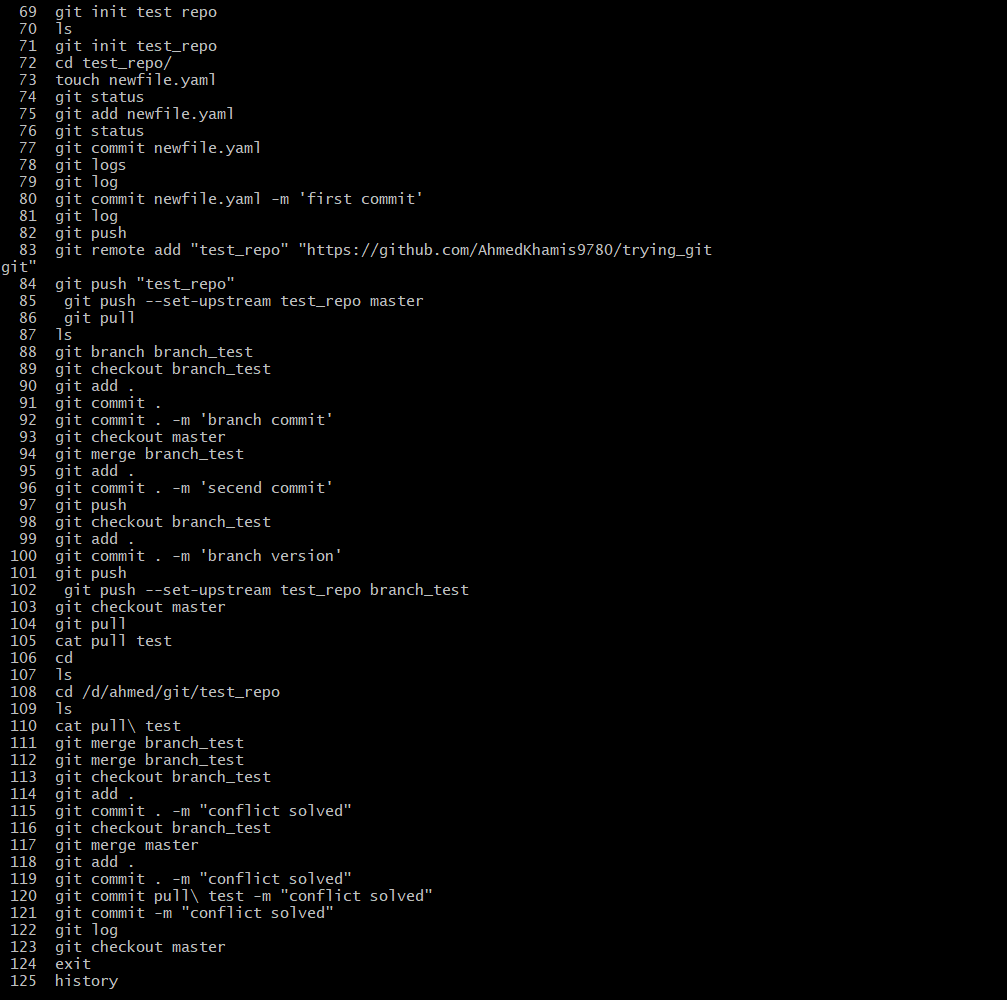 69  git init test repo
70  ls
71  git init test_repo
72  cd test_repo/
73  touch newfile.yaml
74  git status
75  git add newfile.yaml
76  git status
77  git commit newfile.yaml
78  git logs
79  git log
80  git commit newfile.yaml -m 'first commit'
81  git log
82  git push
83  git remote add "test_repo" "https://github.com/AhmedKhamis9780/trying_git
git"
84  git push "test_repo"
85   git push --set-upstream test_repo master
86   git pull
87  ls
88  git branch branch_test
89  git checkout branch_test
90  git add .
91  git commit .
92  git commit . -m 'branch commit'
93  git checkout master
94  git merge branch_test
95  git add .
96  git commit . -m 'secend commit'
97  git push
98  git checkout branch_test
99  git add .
100  git commit . -m 'branch version'
101  git push
102   git push --set-upstream test_repo branch_test
103  git checkout master
104  git pull
105  cat pull test
106  cd
107  ls
108  cd /d/ahmed/git/test_repo
109  ls
110  cat pull\ test
111  git merge branch_test
112  git merge branch_test
113  git checkout branch_test
114  git add .
115  git commit . -m "conflict solved"
116  git checkout branch_test
117  git merge master
118  git add .
119  git commit . -m "conflict solved"
120  git commit pull\ test -m "conflict solved"
121  git commit -m "conflict solved"
122  git log
123  git checkout master
124  exit
125  history